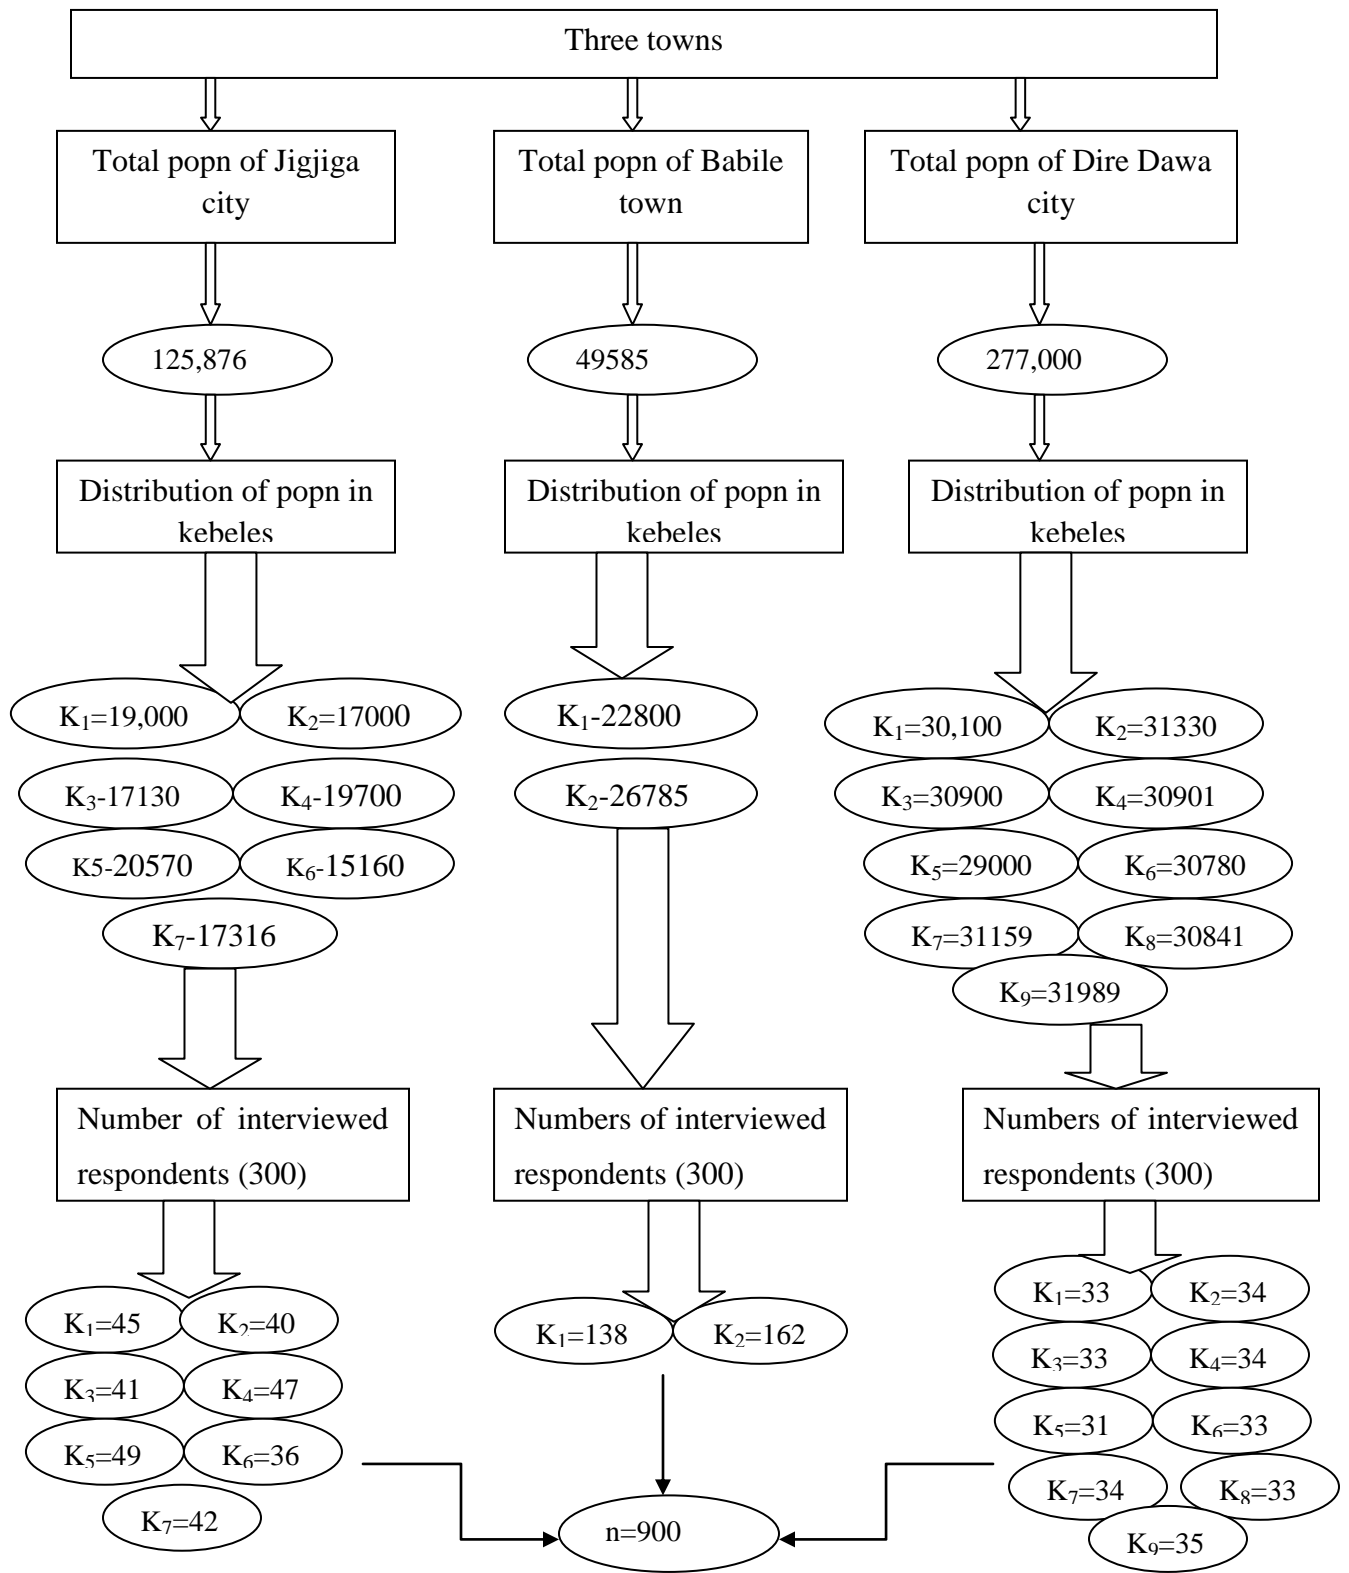 Three towns
Total popn of Jigjiga
city
Total popn of Babile
town
Total popn of Dire Dawa
city
125,876
49585
277,000
Distribution of popn in
kebeles
Distribution of popn in
kebeles
Distribution of popn in
kebeles
K₁=19,000
K₂=17000
K₃-17130
K₄-19700
K5-20570
K₆-15160
K₇-17316
K₁-22800
K₂-26785
K₁=30,100
K₂=31330
K₃=30900
K₄=30901
K₅=29000
K₆=30780
K₇=31159
K₈=30841
K₉=31989
Number of interviewed
respondents (300)
Numbers of interviewed
respondents (300)
Numbers of interviewed
respondents (300)
K₁=45
K₂=40
K₃=41
K₄=47
K₅=49
K₆=36
K₇=42
K₁=138
K₂=162
K₁=33
K₂=34
K₃=33
K₄=34
K₅=31
K₆=33
K₇=34
K₈=33
K₉=35
n=900